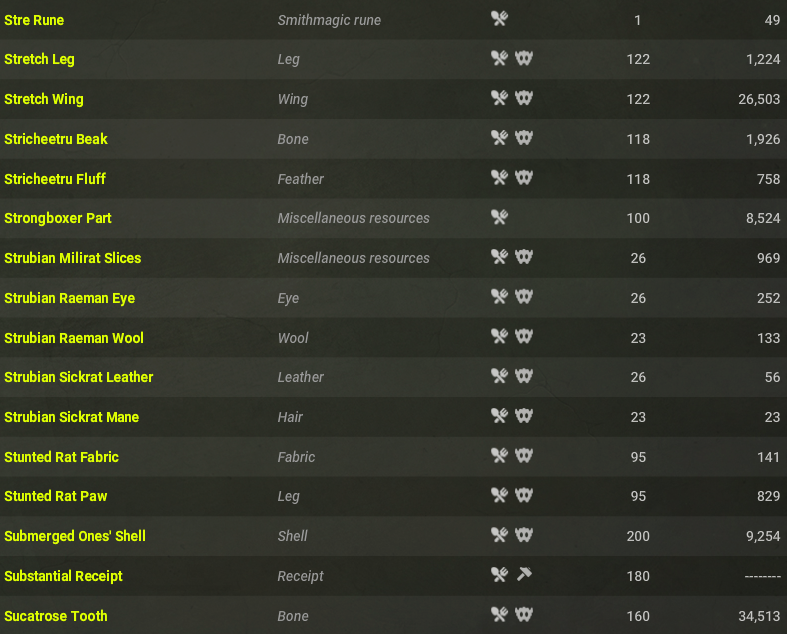 Stre Rune Smithmagic rune 1 49
Stretch Leg Leg 122 1,224
Stretch Wing Wing 122 26,503
Stricheetru Beak Bone 118 1,926
Stricheetru Fluff Feather 118 758
Strongboxer Part Miscellaneous resources 100 8,524
Strubian Milirat Slices Miscellaneous resources 26 969
Strubian Raeman Eye Eye 26 252
Strubian Raeman Wool Wool 23 133
Strubian Sickrat Leather Leather 26 56
Strubian Sickrat Mane Hair 23 23
Stunted Rat Fabric Fabric 95 141
Stunted Rat Paw Leg 95 829
Submerged Ones' Shell Shell 200 9,254
Substantial Receipt Receipt 180 --------
Sucatrose Tooth Bone 160 34,513